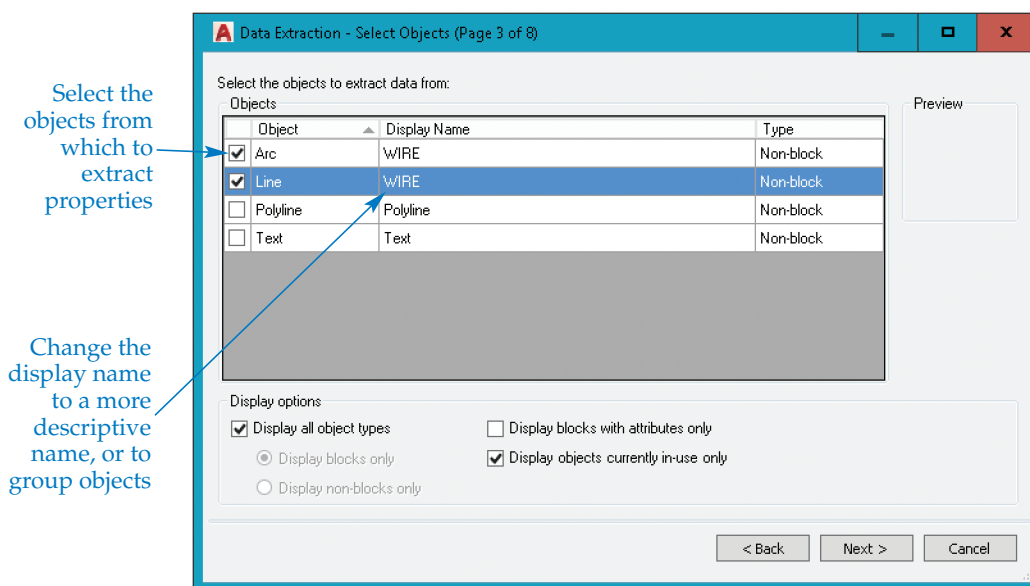 Data Extraction - Select Objects (Page 3 of 8)
Select the objects to extract data from:
Objects
Preview
Object Display Name Type
Arc WIRE Non-block
Line WIRE Non-block
Polyline Polyline Non-block
Text Text Non-block
Select the
objects from
which to
extract
properties
Change the
display name
to a more
descriptive
name, or to
group objects
Display options
Display all object types
Display blocks with attributes only
Display blocks only
Display objects currently in-use only
Display non-blocks only
< Back Next > Cancel